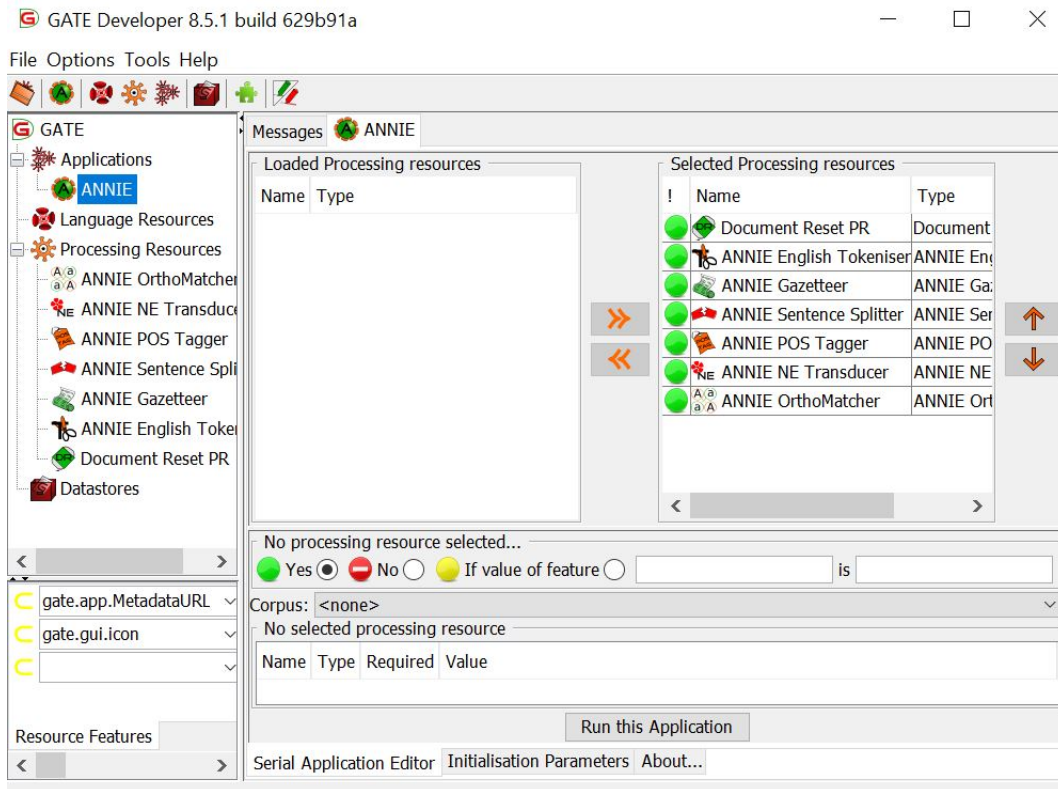 GATE Developer 8.5.1 build 629b91a
File Options Tools Help
GATE
Applications
ANNIE
Language Resources
Processing Resources
ANNIE OrthoMatcher
ANNIE NE Transduce
ANNIE POS Tagger
ANNIE Sentence Spli
ANNIE Gazetteer
ANNIE English Toker
Document Reset PR
Datastores
gate.app.MetadataURL
gate.gui.icon
Resource Features
Messages ANNIE
Loaded Processing resources
Name Type
Selected Processing resources
! Name Type
Document Reset PR Document
ANNIE English Tokeniser ANNIE Eng
ANNIE Gazetteer ANNIE Gaz
ANNIE Sentence Splitter ANNIE Ser
ANNIE POS Tagger ANNIE PO
ANNIE NE Transducer ANNIE NE
ANNIE OrthoMatcher ANNIE Ort
No processing resource selected...
Yes No If value of feature is
Corpus: <none>
No selected processing resource
Name Type Required Value
Run this Application
Serial Application Editor Initialisation Parameters About...